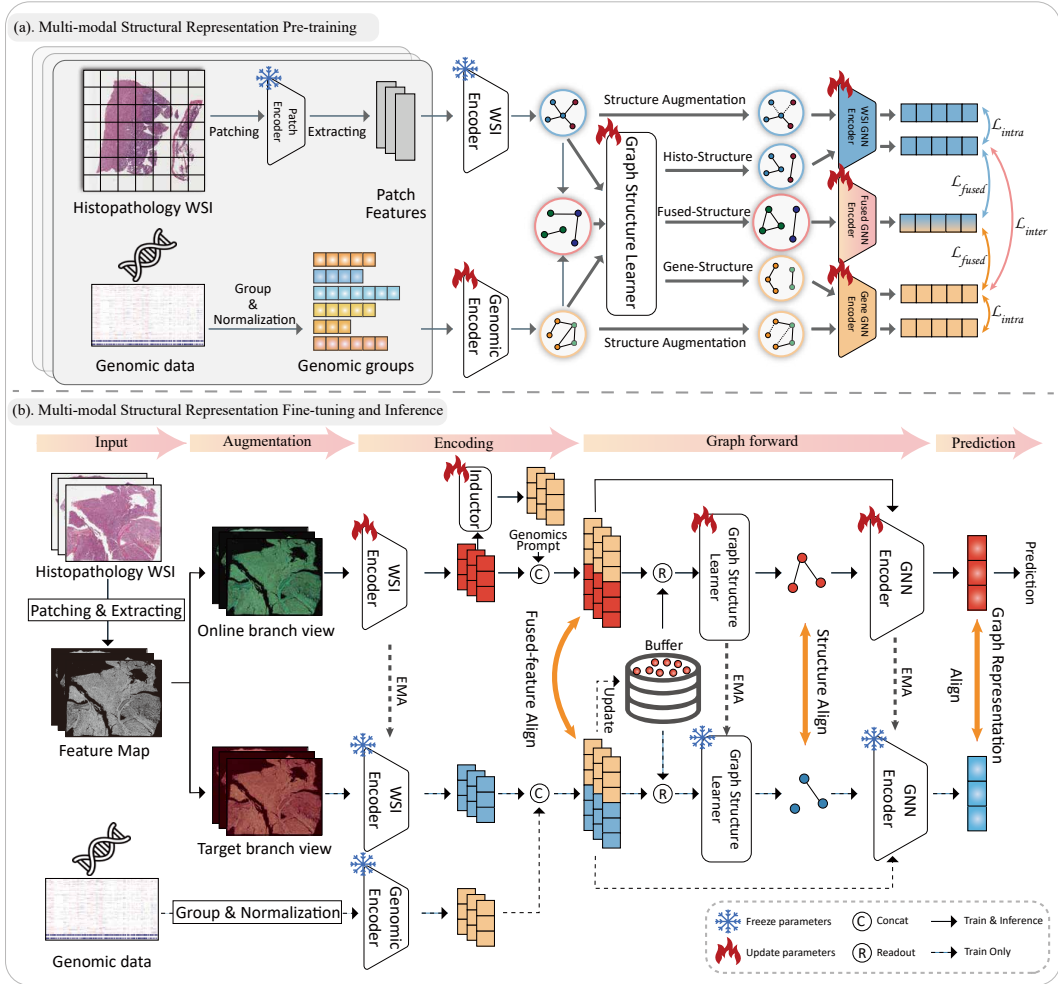 (a). Multi-modal Structural Representation Pre-training
Histopathology WSI
Patching
Patch
Encoder
Extracting
Patch
Features
WSI
Encoder
Genomic data
Group
&
Normalization
Genomic groups
Genomic
Encoder
Structure Augmentation
Graph Structure Learner
Histo-Structure
Fused-Structure
Gene-Structure
Structure Augmentation
WSI GNN
Encoder
Fused GNN
Encoder
Gene GNN
Encoder
ℒintra
ℒfused
ℒinter
ℒfused
ℒintra
(b). Multi-modal Structural Representation Fine-tuning and Inference
Input
Augmentation
Encoding
Graph forward
Prediction
Histopathology WSI
Patching & Extracting
Feature Map
Online branch view
Target branch view
WSI
Encoder
Inductor
Genomics
Prompt
C
R
Graph Structure
Learner
GNN
Encoder
Prediction
EMA
Fused-feature Align
Update
Buffer
EMA
Structure Align
EMA
Align
Graph Representation
WSI
Encoder
C
R
Graph Structure
Learner
GNN
Encoder
Genomic data
Group & Normalization
Genomic
Encoder
Freeze parameters
C
Concat
Train & Inference
Update parameters
R
Readout
Train Only